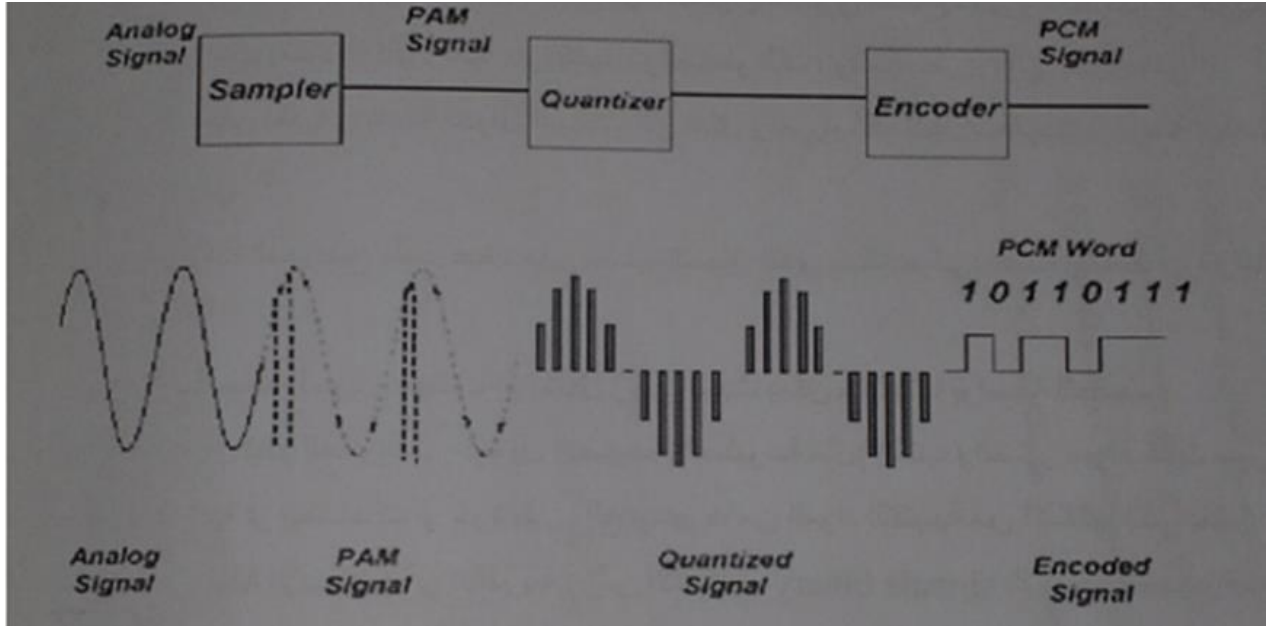 Analog
Signal
PAM
Signal
PCM
Signal
Sampler
Quantizer
Encoder
PCM Word
1 0 1 1 0 1 1 1
Analog
Signal
PAM
Signal
Quantized
Signal
Encoded
Signal